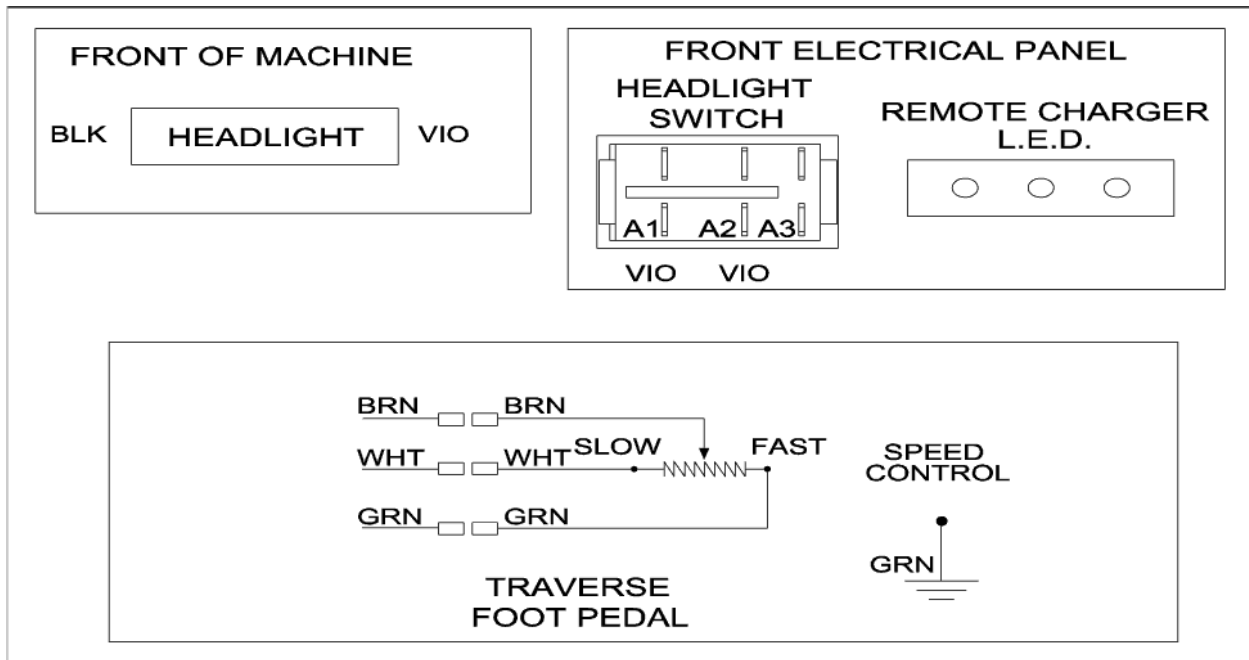 FRONT OF MACHINE
BLK
HEADLIGHT
VIO
FRONT ELECTRICAL PANEL
HEADLIGHT
SWITCH
A1
A2
A3
VIO
VIO
REMOTE CHARGER
L.E.D.
BRN
BRN
WHT
WHT
SLOW
FAST
GRN
GRN
SPEED
CONTROL
GRN
TRAVERSE
FOOT PEDAL